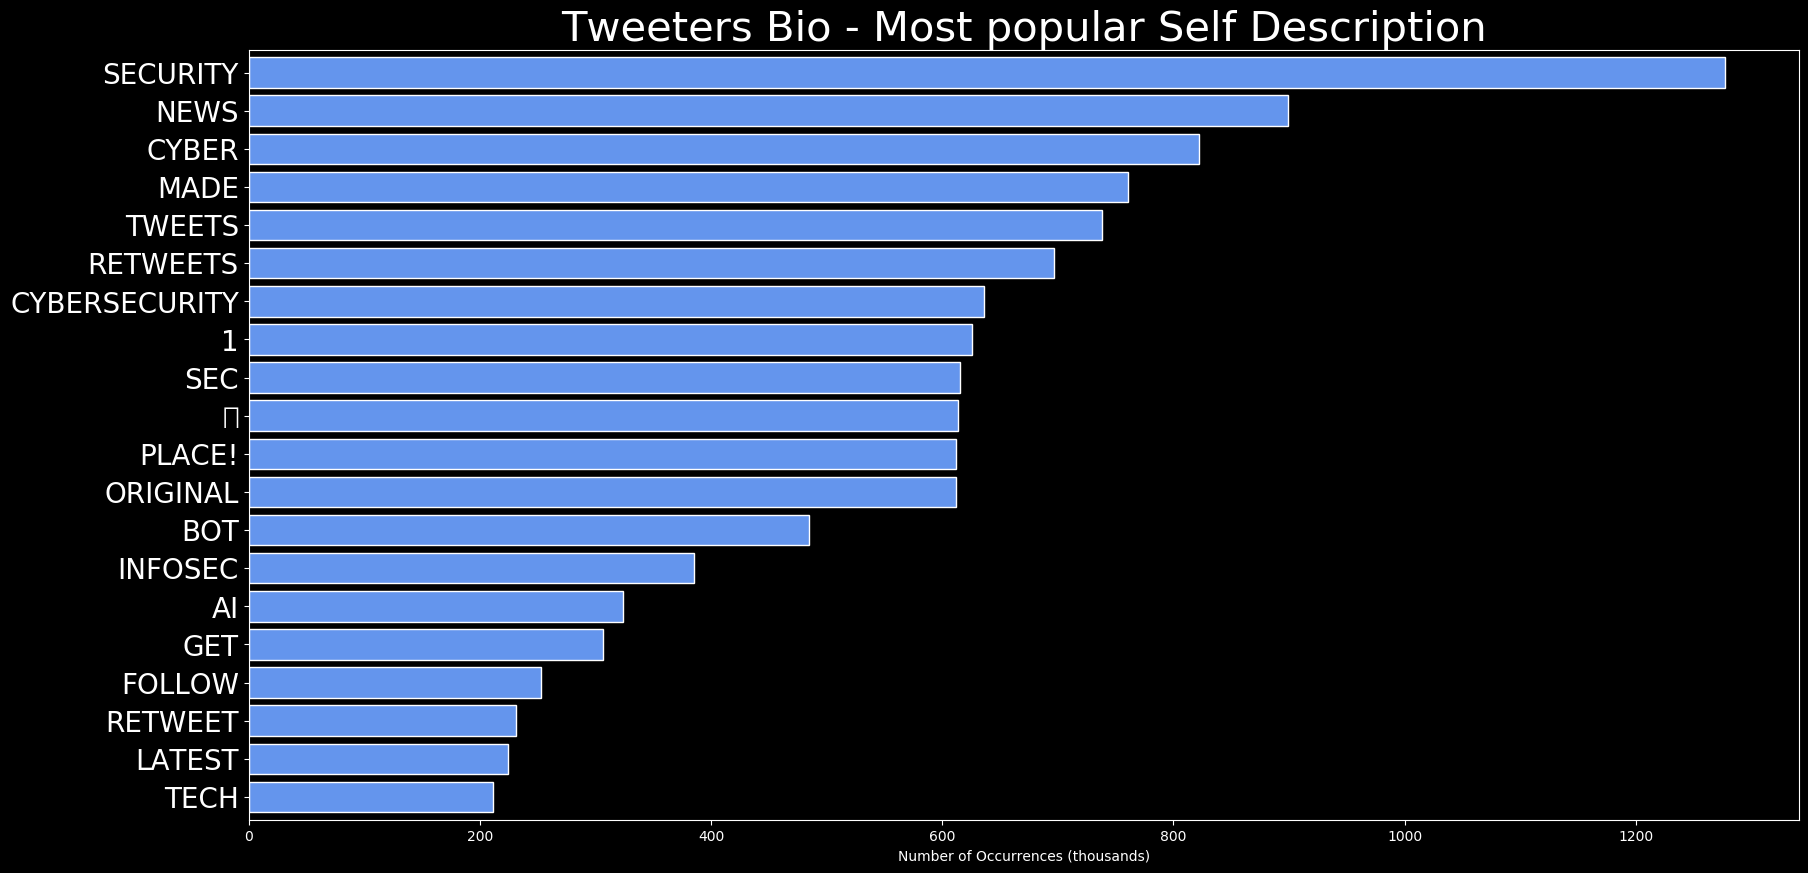 Tweeters Bio - Most popular Self Description
SECURITY
NEWS
CYBER
MADE
TWEETS
RETWEETS
CYBERSECURITY
1
SEC
PLACE!
ORIGINAL
BOT
INFOSEC
AI
GET
FOLLOW
RETWEET
LATEST
TECH
0 200 400 600 800 1000 1200
Number of Occurrences (thousands)